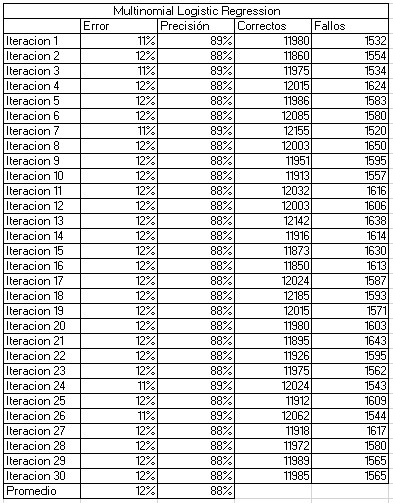 Multinomial Logistic Regression
Error Precisión Correctos Fallos
Iteracion 1 11% 89% 11980 1532
Iteracion 2 12% 88% 11860 1554
Iteracion 3 11% 89% 11975 1534
Iteracion 4 12% 88% 12015 1624
Iteracion 5 12% 88% 11986 1583
Iteracion 6 12% 88% 12085 1580
Iteracion 7 11% 89% 12155 1520
Iteracion 8 12% 88% 12003 1650
Iteracion 9 12% 88% 11951 1595
Iteracion 10 12% 88% 11913 1557
Iteracion 11 12% 88% 12032 1616
Iteracion 12 12% 88% 12003 1606
Iteracion 13 12% 88% 12142 1638
Iteracion 14 12% 88% 11916 1614
Iteracion 15 12% 88% 11873 1630
Iteracion 16 12% 88% 11850 1613
Iteracion 17 12% 88% 12024 1587
Iteracion 18 12% 88% 12185 1593
Iteracion 19 12% 88% 12015 1571
Iteracion 20 12% 88% 11980 1603
Iteracion 21 12% 88% 11895 1643
Iteracion 22 12% 88% 11926 1595
Iteracion 23 12% 88% 11975 1562
Iteracion 24 11% 89% 12024 1543
Iteracion 25 12% 88% 11912 1609
Iteracion 26 11% 89% 12062 1544
Iteracion 27 12% 88% 11918 1617
Iteracion 28 12% 88% 11972 1580
Iteracion 29 12% 88% 11989 1565
Iteracion 30 12% 88% 11985 1565
Promedio 12% 88%